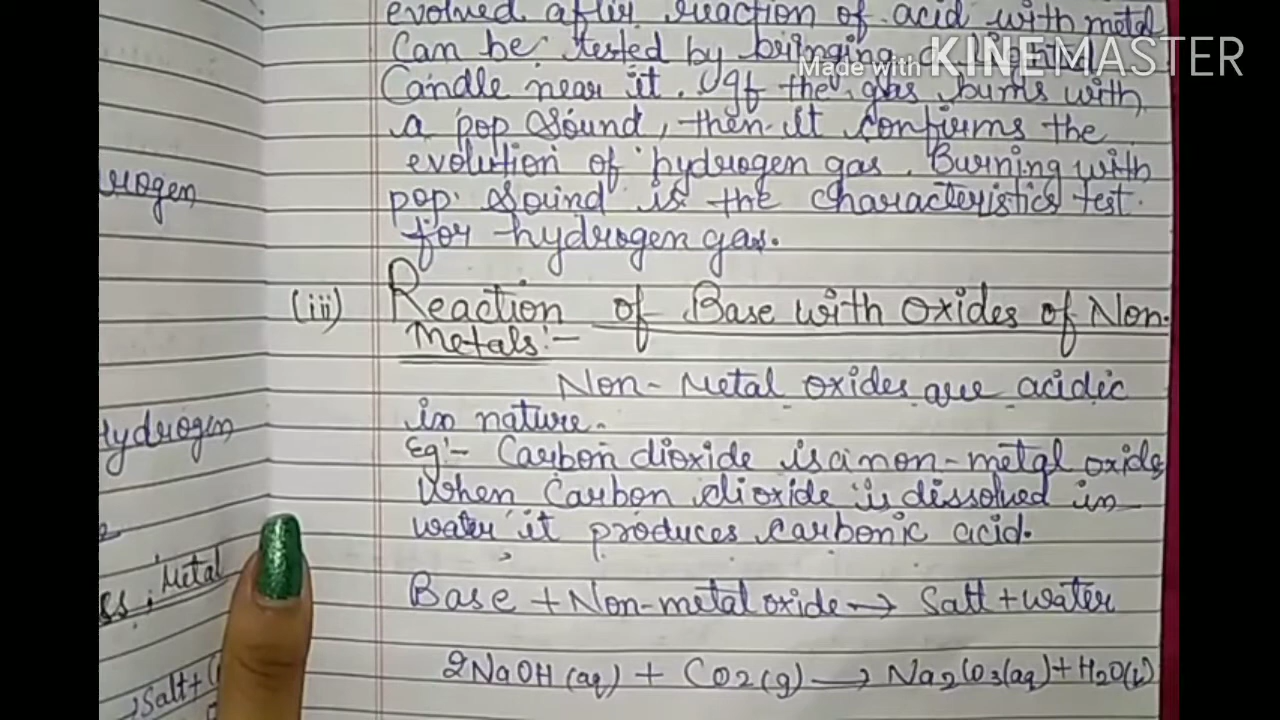 evolved after reaction of acid with metal
Can be tested by bringing a lighted
Made with KINEMASTER
Candle near it. If the gas burns with
a pop sound, then it confirms the
evolution of hydrogen gas. Burning with
pop sound is the characteristics test
for hydrogen gas.
(iii) Reaction of Base with Oxides of Non-
Metals:-
Non-Metal oxides are acidic
in nature.
Eg:- Carbon dioxide is a non-metal oxide
When Carbon dioxide is dissolved in
water it produces carbonic acid.
Base + Non-metal oxide → Salt + water
2NaOH (aq) + CO2 (g) → Na2CO3 (aq) + H2O (l)
rogen
Hydrogen
ss, Metal
→ Salt + (